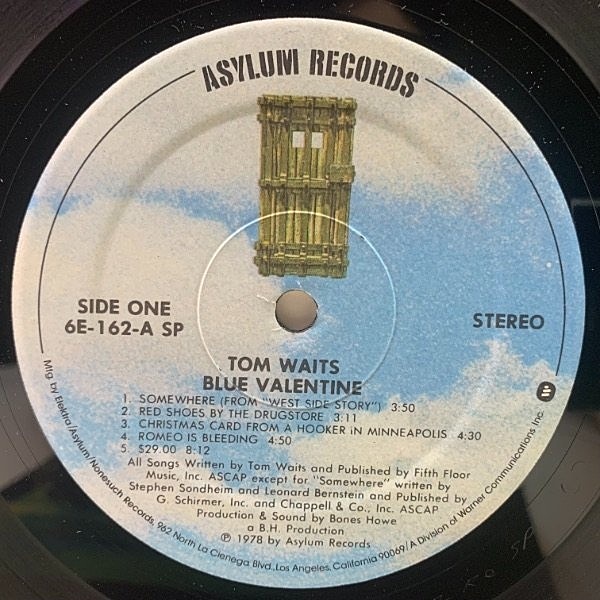 ASYLUM RECORDS
SIDE ONE
6E-162-A SP
STEREO
TOM WAITS
BLUE VALENTINE
1. SOMEWHERE (FROM "WEST SIDE STORY") 3:50
2. RED SHOES BY THE DRUGSTORE 3:11
3. CHRISTMAS CARD FROM A HOOKER IN MINNEAPOLIS 4:30
4. ROMEO IS BLEEDING 4:50
5. $29.00 8:12
All Songs Written by Tom Waits and Published by Fifth Floor
Music, Inc. ASCAP except for "Somewhere" written by
Stephen Sondheim and Leonard Bernstein and Published by
G. Schirmer, Inc. and Chappell & Co., Inc. ASCAP
Production & Sound by Bones Howe
a B.H. Production
℗ 1978 by Asylum Records
Mfg by Elektra/Asylum/Nonesuch Records, 962 North La Cienega Blvd., Los Angeles, California 90069/A Division of Warner Communications Inc.